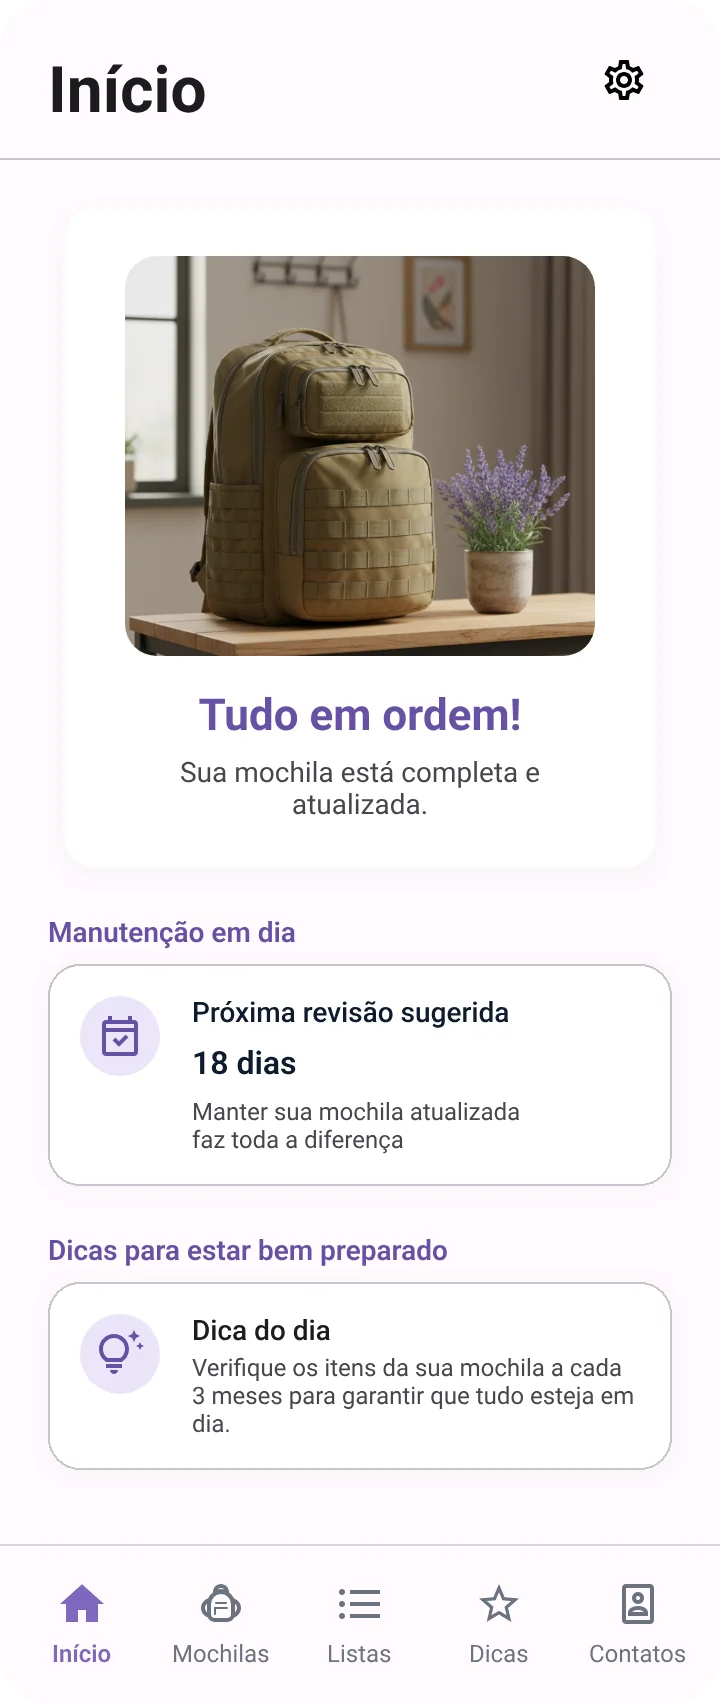 Início
Tudo em ordem!
Sua mochila está completa e
atualizada.
Manutenção em dia
Próxima revisão sugerida
18 dias
Manter sua mochila atualizada
faz toda a diferença
Dicas para estar bem preparado
Dica do dia
Verifique os itens da sua mochila a cada
3 meses para garantir que tudo esteja em
dia.
Início
Mochilas
Listas
Dicas
Contatos